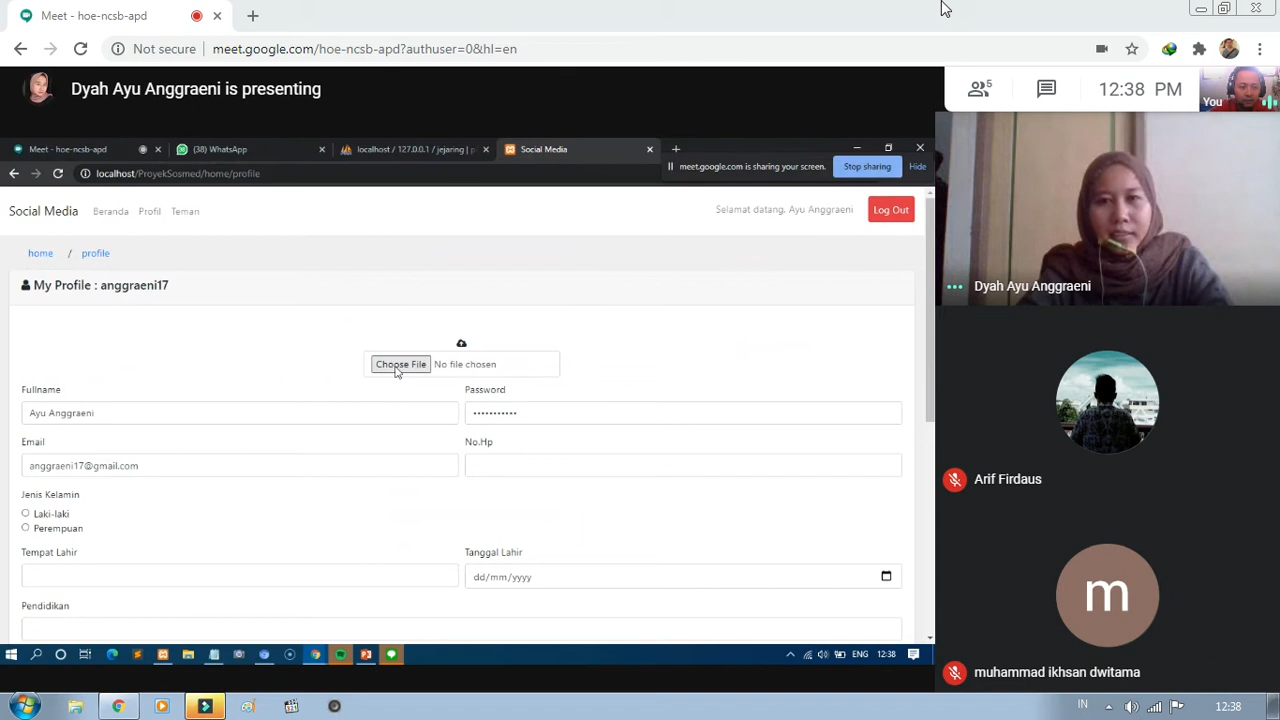 Meet - hoe-ncsb-apd
Not secure
meet.google.com/hoe-ncsb-apd?authuser=0&hl=en
Dyah Ayu Anggraeni is presenting
5
12:38 PM
You
Meet - hoe-ncsb-apd
(38) WhatsApp
localhost / 127.0.0.1 / jejaring | p
Social Media
localhost/ProyekSosmed/home/profile
meet.google.com is sharing your screen.
Stop sharing
Hide
Social Media
Beranda
Profil
Teman
Selamat datang, Ayu Anggraeni
Log Out
home / profile
My Profile : anggraeni17
Choose File No file chosen
Fullname
Password
Ayu Anggraeni
Email
No.Hp
anggraeni17@gmail.com
Jenis Kelamin
Laki-laki
Perempuan
Tempat Lahir
Tanggal Lahir
dd/mm/yyyy
Pendidikan
ENG 12:38
Dyah Ayu Anggraeni
Arif Firdaus
m
muhammad ikhsan dwitama
IN
12:38